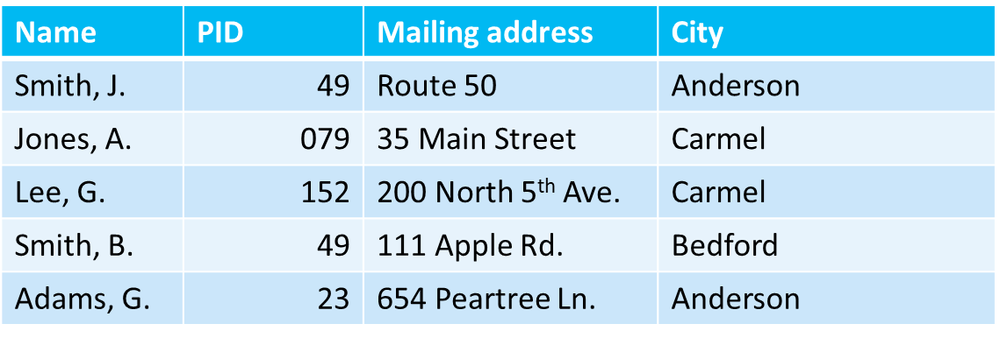 Name PID Mailing address City
Smith, J. 49 Route 50 Anderson
Jones, A. 079 35 Main Street Carmel
Lee, G. 152 200 North 5th Ave. Carmel
Smith, B. 49 111 Apple Rd. Bedford
Adams, G. 23 654 Peartree Ln. Anderson